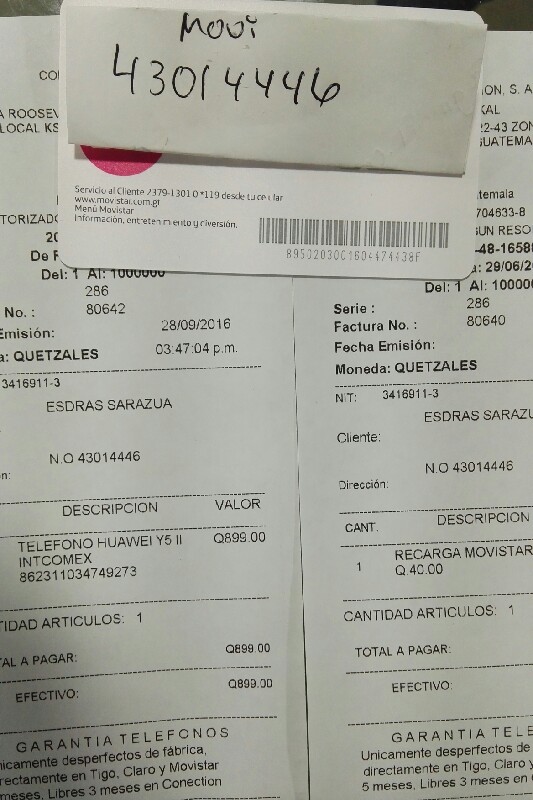 Movi
43014446
Servicio al Cliente 2379-1301 O *119 desde tu celular
www.movistar.com.gt
Menú Movistar
Información, entretenimiento y diversión.
8950203001604474438F
CO
A ROOSEV
LOCAL KS
TORIZADO
20
De F
Del: 1 Al: 1000000
286
No. : 80642
Emisión: 28/09/2016
a: QUETZALES 03:47:04 p.m.
3416911-3
ESDRAS SARAZUA
N.O 43014446
n:
DESCRIPCION VALOR
TELEFONO HUAWEI Y5 II Q899.00
INTCOMEX
862311034749273
TIDAD ARTICULOS: 1
AL A PAGAR: Q899.00
EFECTIVO: Q899.00
GARANTIA TELEFONOS
nicamente desperfectos de fábrica,
rectamente en Tigo, Claro y Movistar
meses, Libres 3 meses en Conection
ION, S. A
KAL
22-43 ZON
GUATEMA
temala
704633-8
GUN RESO
-48-16588
a: 29/06/2
Del: 1 Al: 10000
Serie : 286
Factura No. : 80640
Fecha Emisión:
Moneda: QUETZALES
NIT: 3416911-3
ESDRAS SARAZU
Cliente:
N.O 43014446
Dirección:
CANT. DESCRIPCION
1 RECARGA MOVISTAR
Q.40.00
CANTIDAD ARTICULOS: 1
TOTAL A PAGAR:
EFECTIVO:
GARANTIA TELE
Unicamente desperfectos de
directamente en Tigo, Claro y
5 meses, Libres 3 meses en C